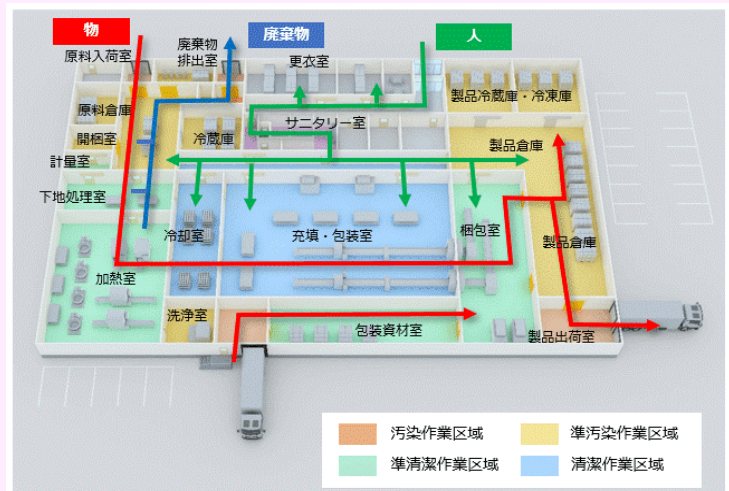 物
廃棄物
人
原料入荷室
廃棄物
排出室
更衣室
製品冷蔵庫・冷凍庫
原料倉庫
開梱室
冷蔵庫
サニタリー室
製品倉庫
計量室
下地処理室
冷却室
充填・包装室
梱包室
製品倉庫
加熱室
洗浄室
包装資材室
製品出荷室
汚染作業区域
準汚染作業区域
準清潔作業区域
清潔作業区域